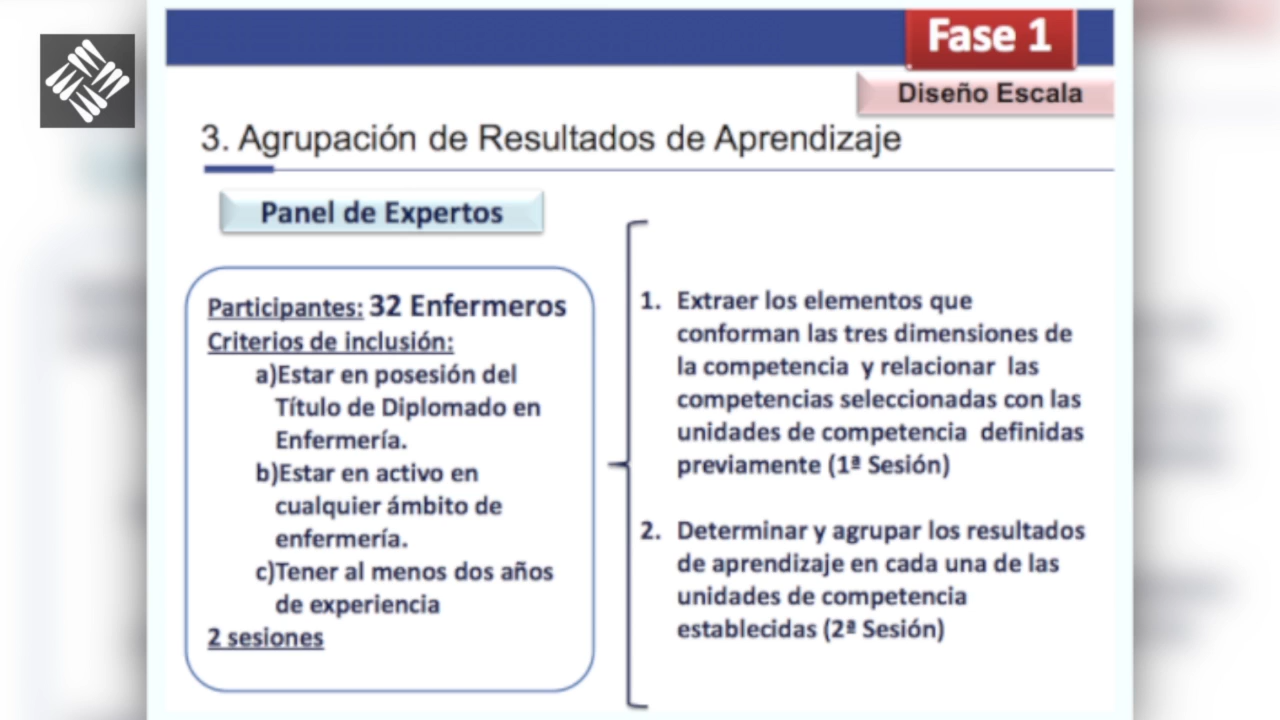 Fase 1
Diseño Escala
3. Agrupación de Resultados de Aprendizaje
Panel de Expertos
Participantes: 32 Enfermeros
Criterios de inclusión:
a)Estar en posesión del
Título de Diplomado en
Enfermería.
b)Estar en activo en
cualquier ámbito de
enfermería.
c)Tener al menos dos años
de experiencia
2 sesiones
1. Extraer los elementos que
conforman las tres dimensiones de
la competencia y relacionar las
competencias seleccionadas con las
unidades de competencia definidas
previamente (1ª Sesión)
2. Determinar y agrupar los resultados
de aprendizaje en cada una de las
unidades de competencia
establecidas (2ª Sesión)